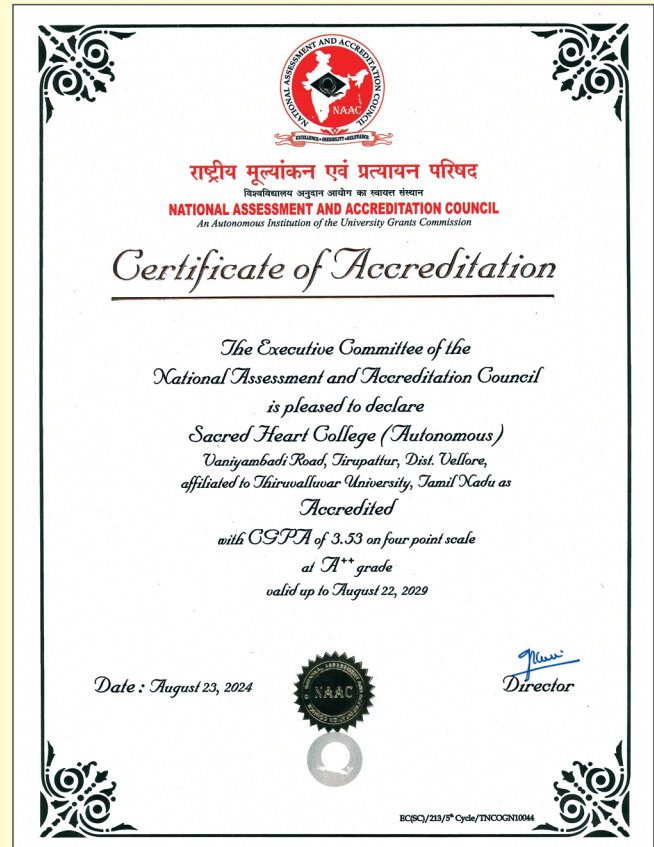 NATIONAL ASSESSMENT AND ACCREDITATION COUNCIL
NAAC
EXCELLENCE • CREDIBILITY • RELEVANCE
राष्ट्रीय मूल्यांकन एवं प्रत्यायन परिषद
विश्वविद्यालय अनुदान आयोग का स्वायत्त संस्थान
NATIONAL ASSESSMENT AND ACCREDITATION COUNCIL
An Autonomous Institution of the University Grants Commission
Certificate of Accreditation
The Executive Committee of the
National Assessment and Accreditation Council
is pleased to declare
Sacred Heart College (Autonomous)
Vaniyambadi Road, Tirupattur, Dist. Vellore,
affiliated to Thiruvalluvar University, Tamil Nadu as
Accredited
with CGPA of 3.53 on four point scale
at A++ grade
valid up to August 22, 2029
Date : August 23, 2024
NAAC
Director
EC(SC)/213/5th Cycle/TNCOGN10044